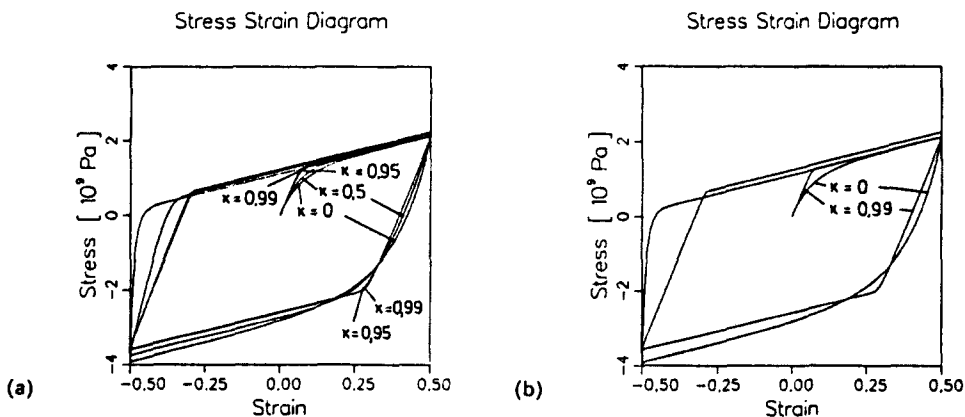 Stress Strain Diagram
4
2
0
-2
-4
Stress [ 10⁹ Pa ]
κ=0,95
κ=0,99
κ=0,5
κ=0
κ=0,99
κ=0,95
-0.50
-0.25
0.00
0.25
0.50
Strain
(a)
Stress Strain Diagram
4
2
0
-2
-4
Stress [ 10⁹ Pa ]
κ=0
κ=0,99
-0.50
-0.25
0.00
0.25
0.50
Strain
(b)